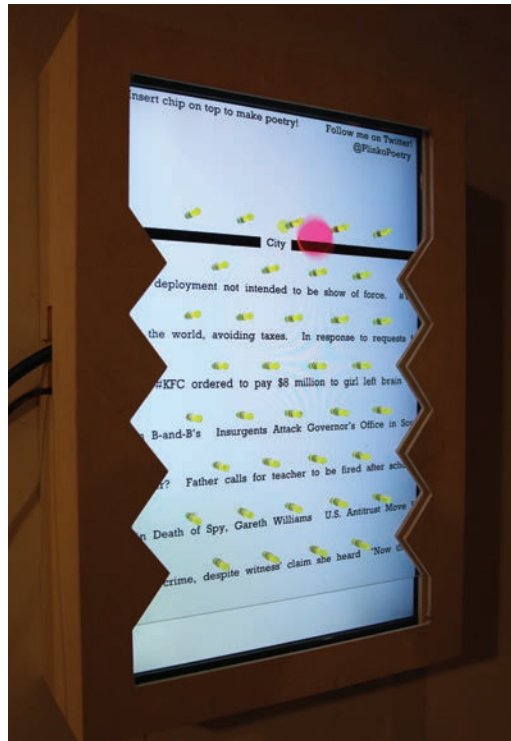 Insert chip on top to make poetry!
Follow me on Twitter!
@PlinkoPoetry
City
deployment not intended to be show of force.
the world, avoiding taxes. In response to requests
#KFC ordered to pay $8 million to girl left brain
B-and-B's Insurgents Attack Governor's Office in
Father calls for teacher to be fired after
Death of Spy, Gareth Williams U.S. Antitrust Move
crime, despite witness' claim she heard "Now